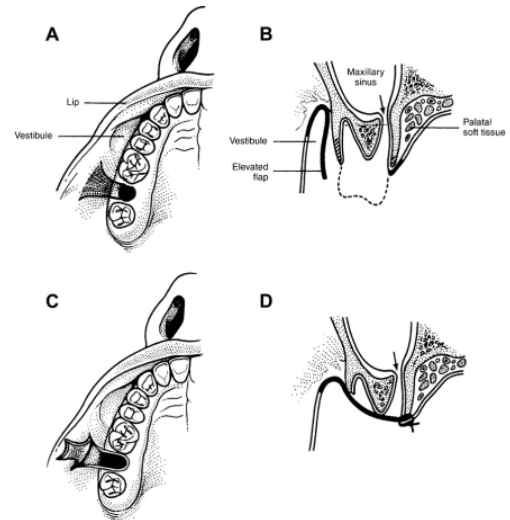 A
B
Maxillary
sinus
Lip
Vestibule
Vestibule
Palatal
soft tissue
Elevated
flap
C
D